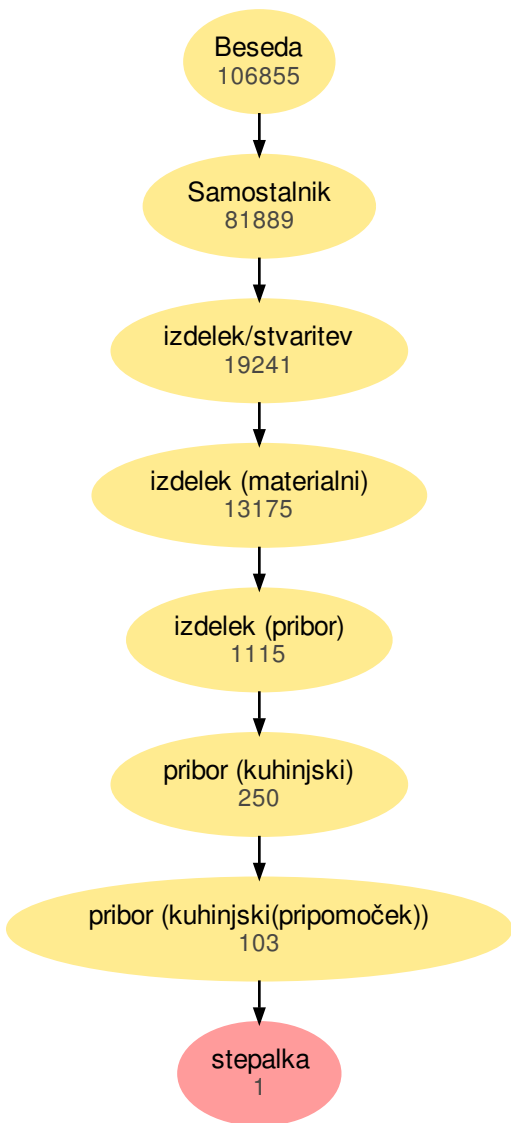 Beseda
106855
Samostalnik
81889
izdelek/stvaritev
19241
izdelek (materialni)
13175
izdelek (pribor)
1115
pribor (kuhinjski)
250
pribor (kuhinjski(pripomoček))
103
stepalka
1